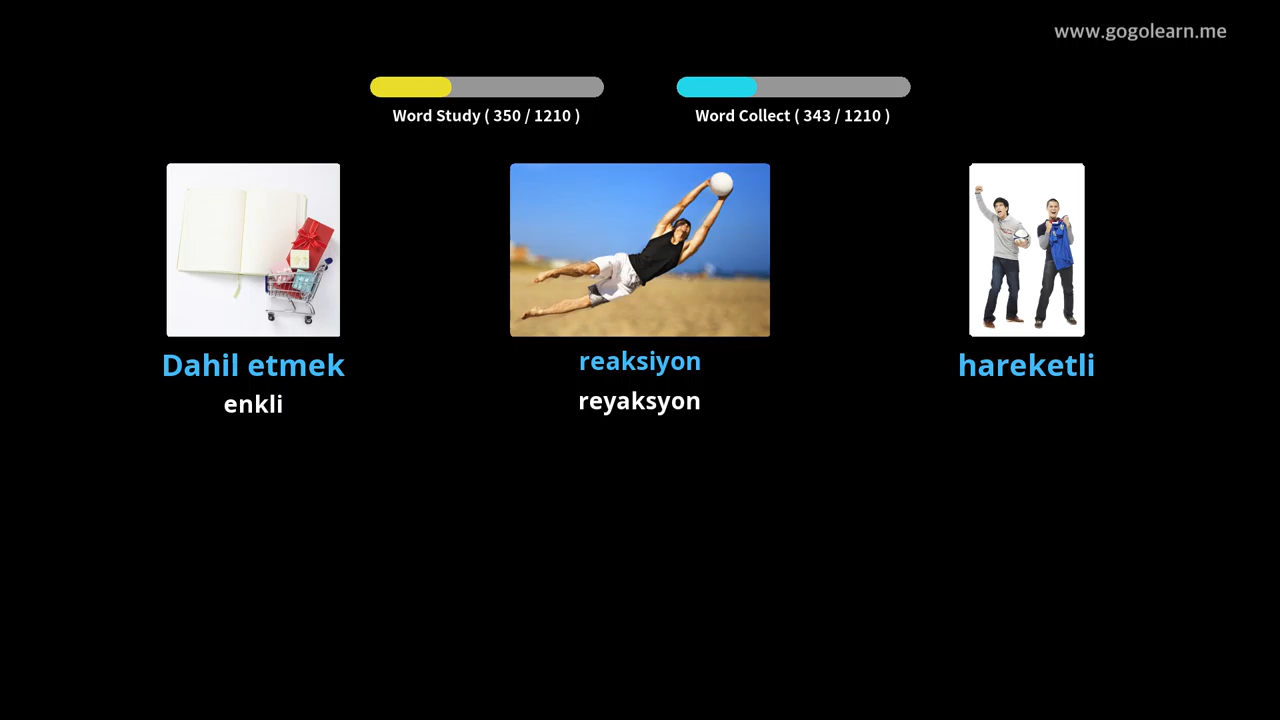 www.gogolearn.me
Word Study ( 350 / 1210 )
Word Collect ( 343 / 1210 )
Dahil etmek
enkli
reaksiyon
reyaksyon
hareketli